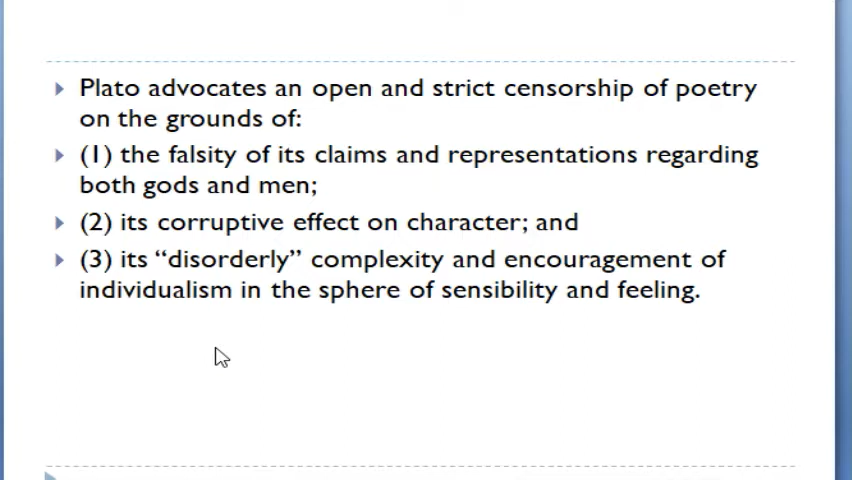 Plato advocates an open and strict censorship of poetry
on the grounds of:
(1) the falsity of its claims and representations regarding
both gods and men;
(2) its corruptive effect on character; and
(3) its “disorderly” complexity and encouragement of
individualism in the sphere of sensibility and feeling.